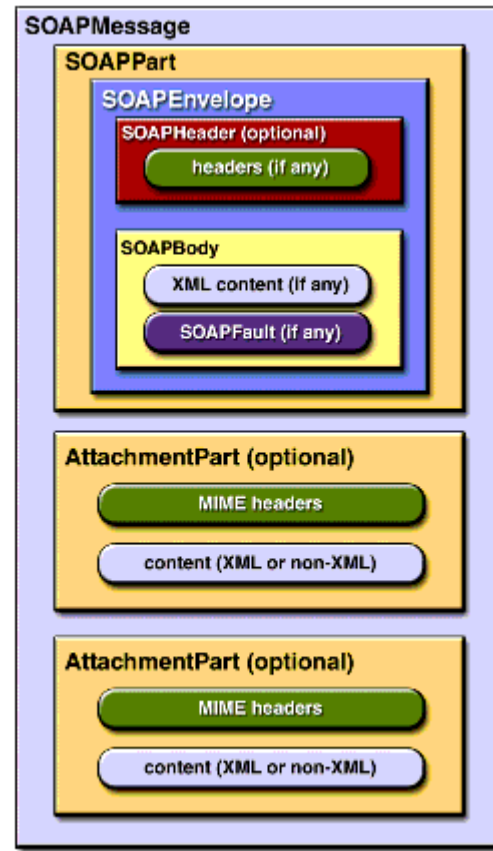 SOAPMessage
SOAPPart
SOAPEnvelope
SOAPHeader (optional)
headers (if any)
SOAPBody
XML content (if any)
SOAPFault (if any)
AttachmentPart (optional)
MIME headers
content (XML or non-XML)
AttachmentPart (optional)
MIME headers
content (XML or non-XML)